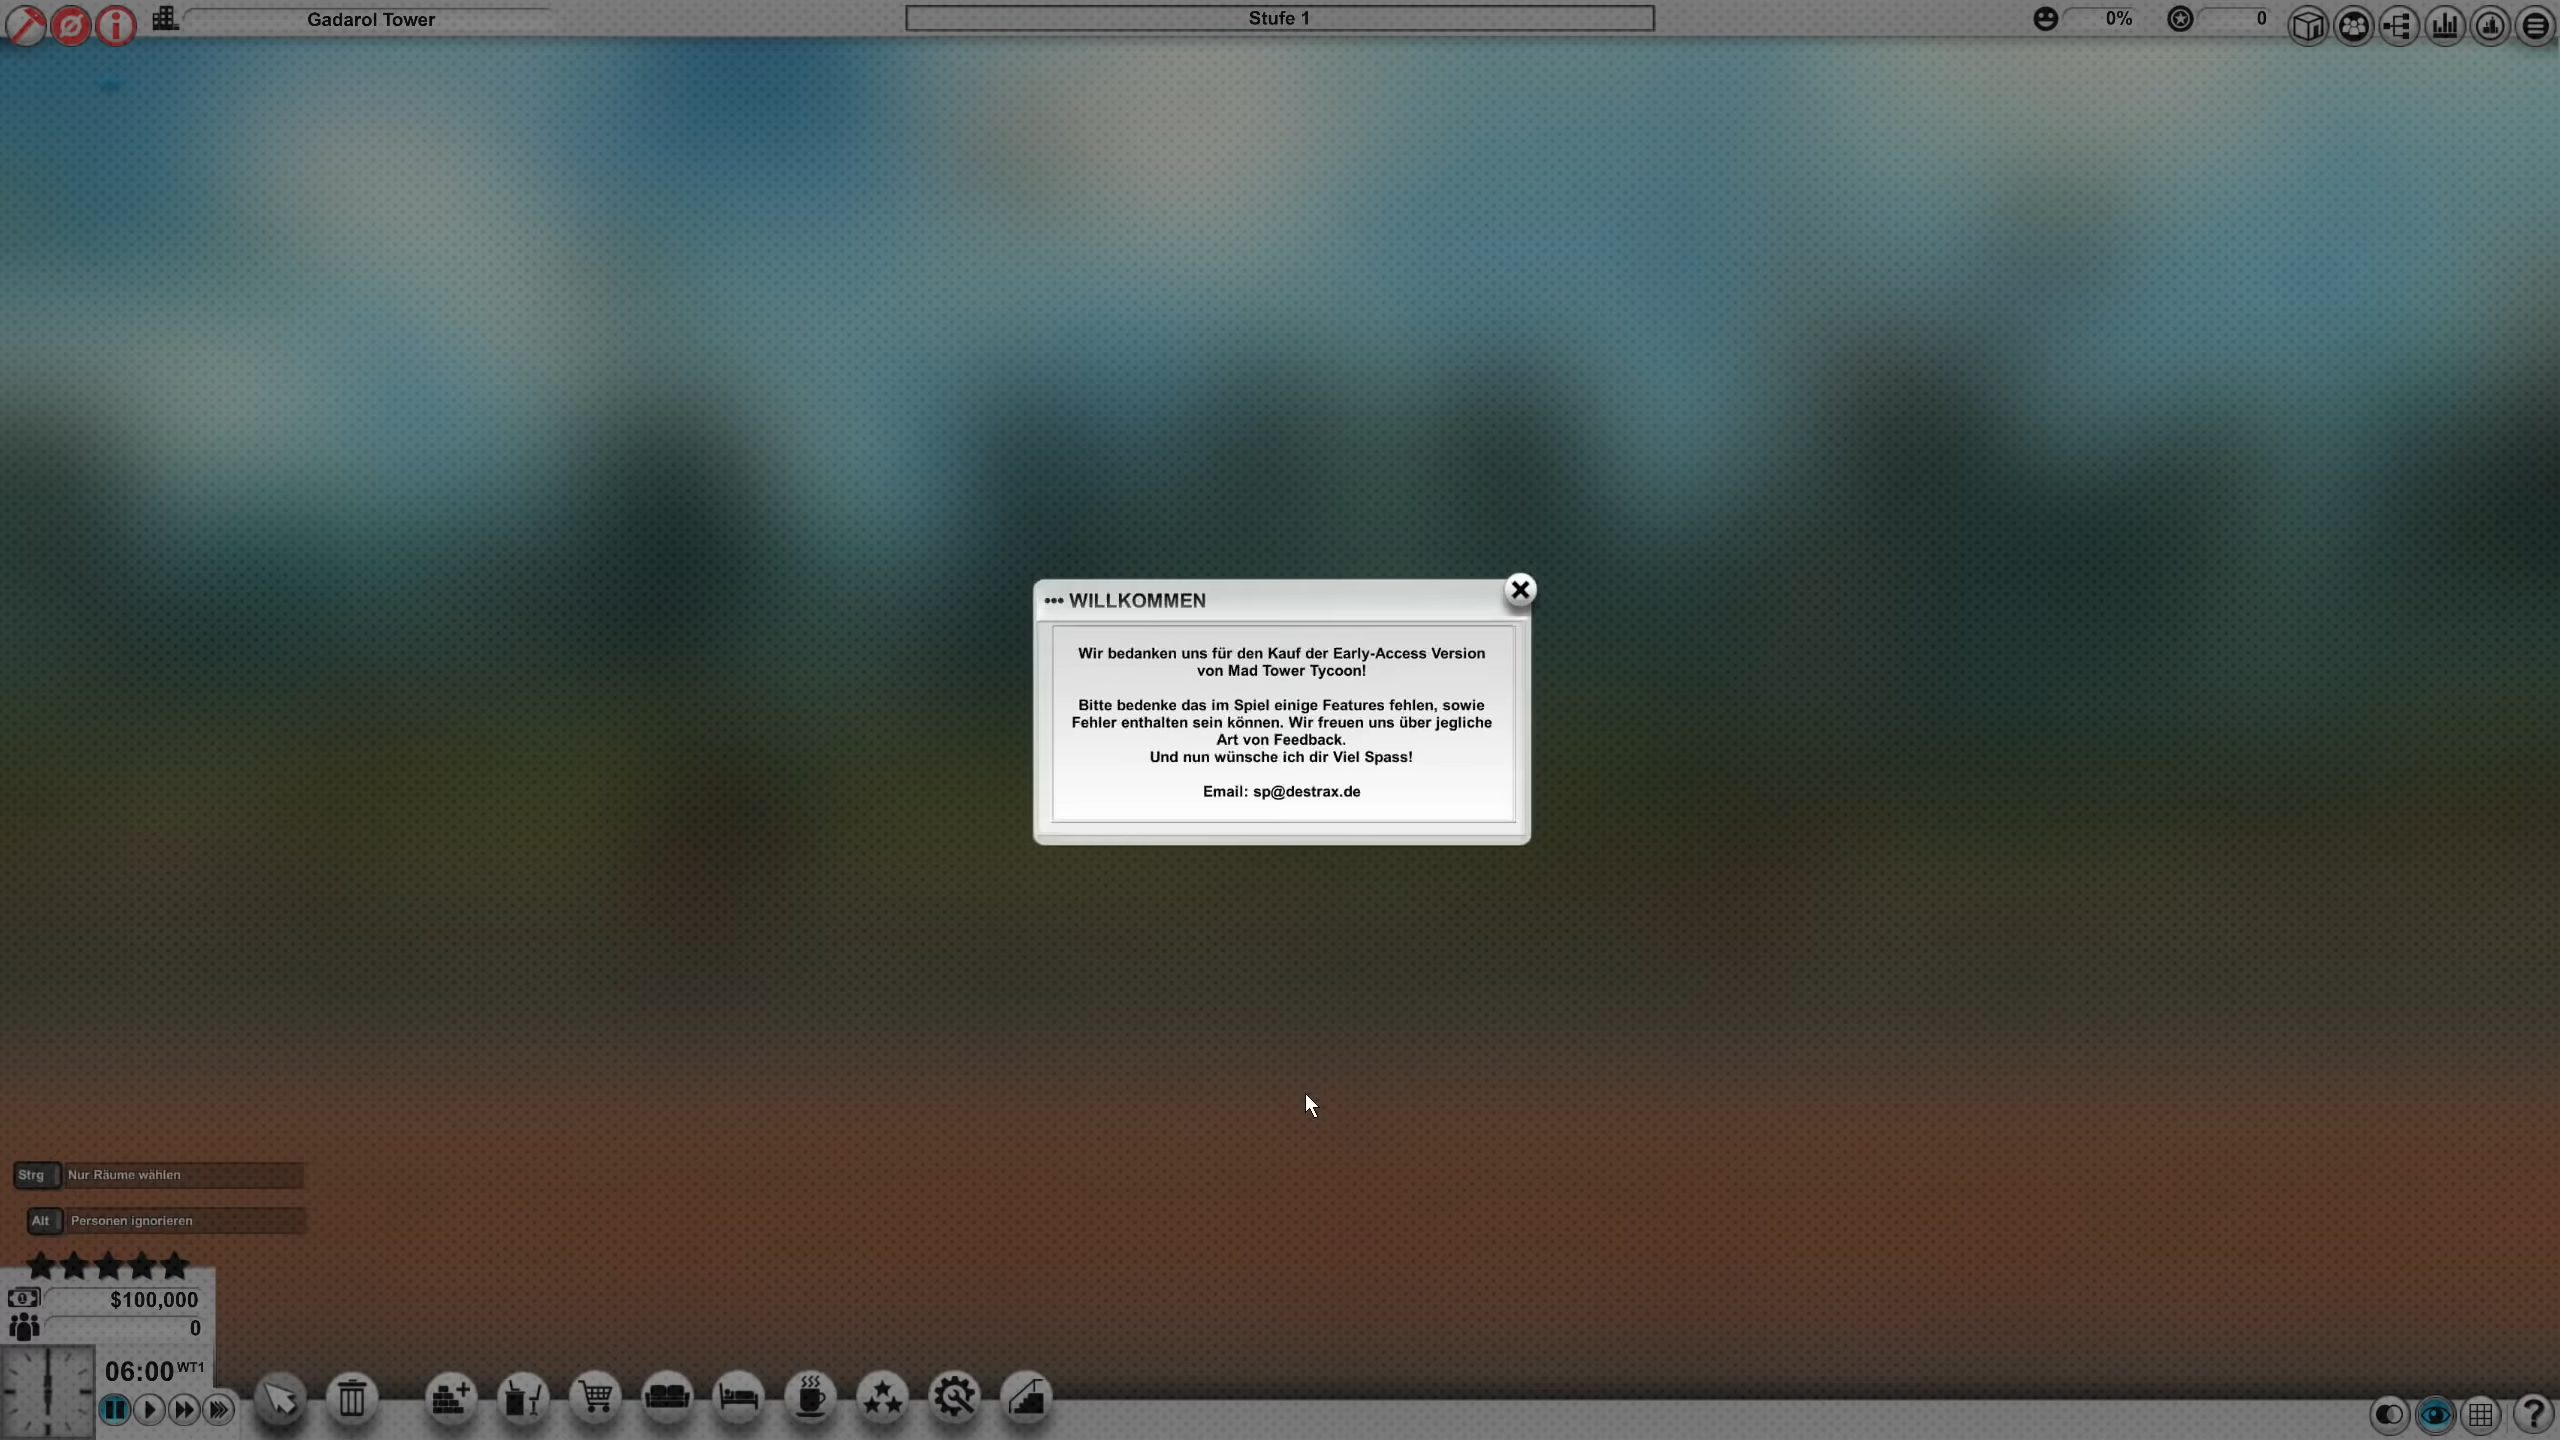 Gadarol Tower
Stufe 1
0%
0
••• WILLKOMMEN
Wir bedanken uns für den Kauf der Early-Access Version
von Mad Tower Tycoon!
Bitte bedenke das im Spiel einige Features fehlen, sowie
Fehler enthalten sein können. Wir freuen uns über jegliche
Art von Feedback.
Und nun wünsche ich dir Viel Spass!
Email: sp@destrax.de
Strg Nur Räume wählen
Alt Personen ignorieren
$100,000
0
06:00 WT1